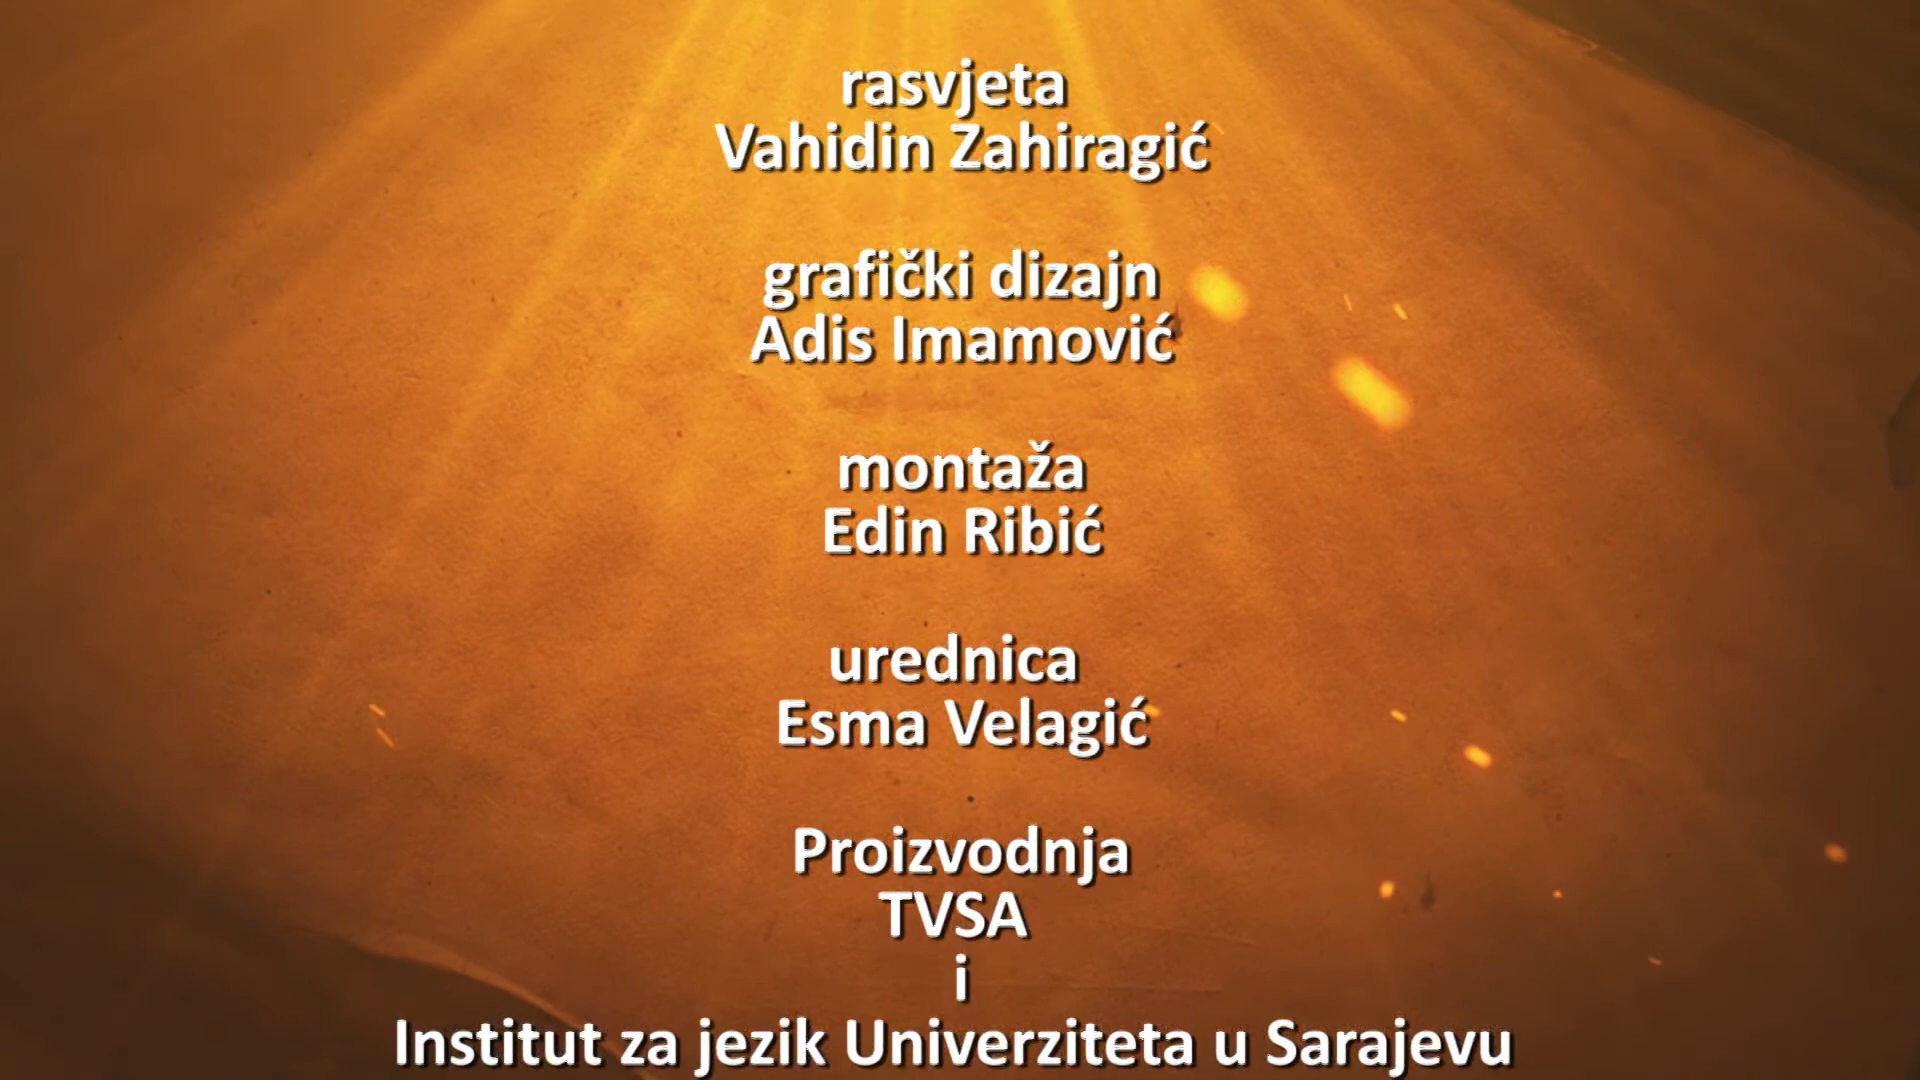 rasvjeta
Vahidin Zahiragić
grafički dizajn
Adis Imamović
montaža
Edin Ribić
urednica
Esma Velagić
Proizvodnja
TVSA
i
Institut za jezik Univerziteta u Sarajevu